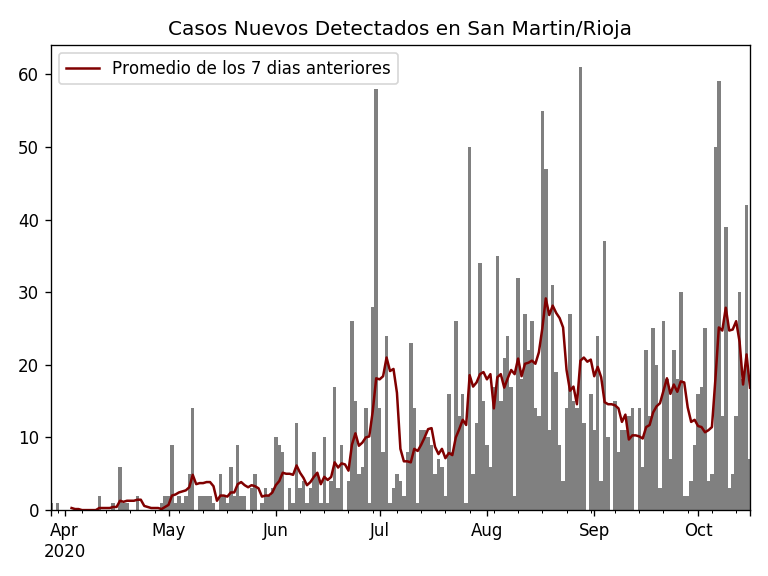 Casos Nuevos Detectados en San Martin/Rioja
Promedio de los 7 dias anteriores
60
50
40
30
20
10
0
Apr May Jun Jul Aug Sep Oct
2020